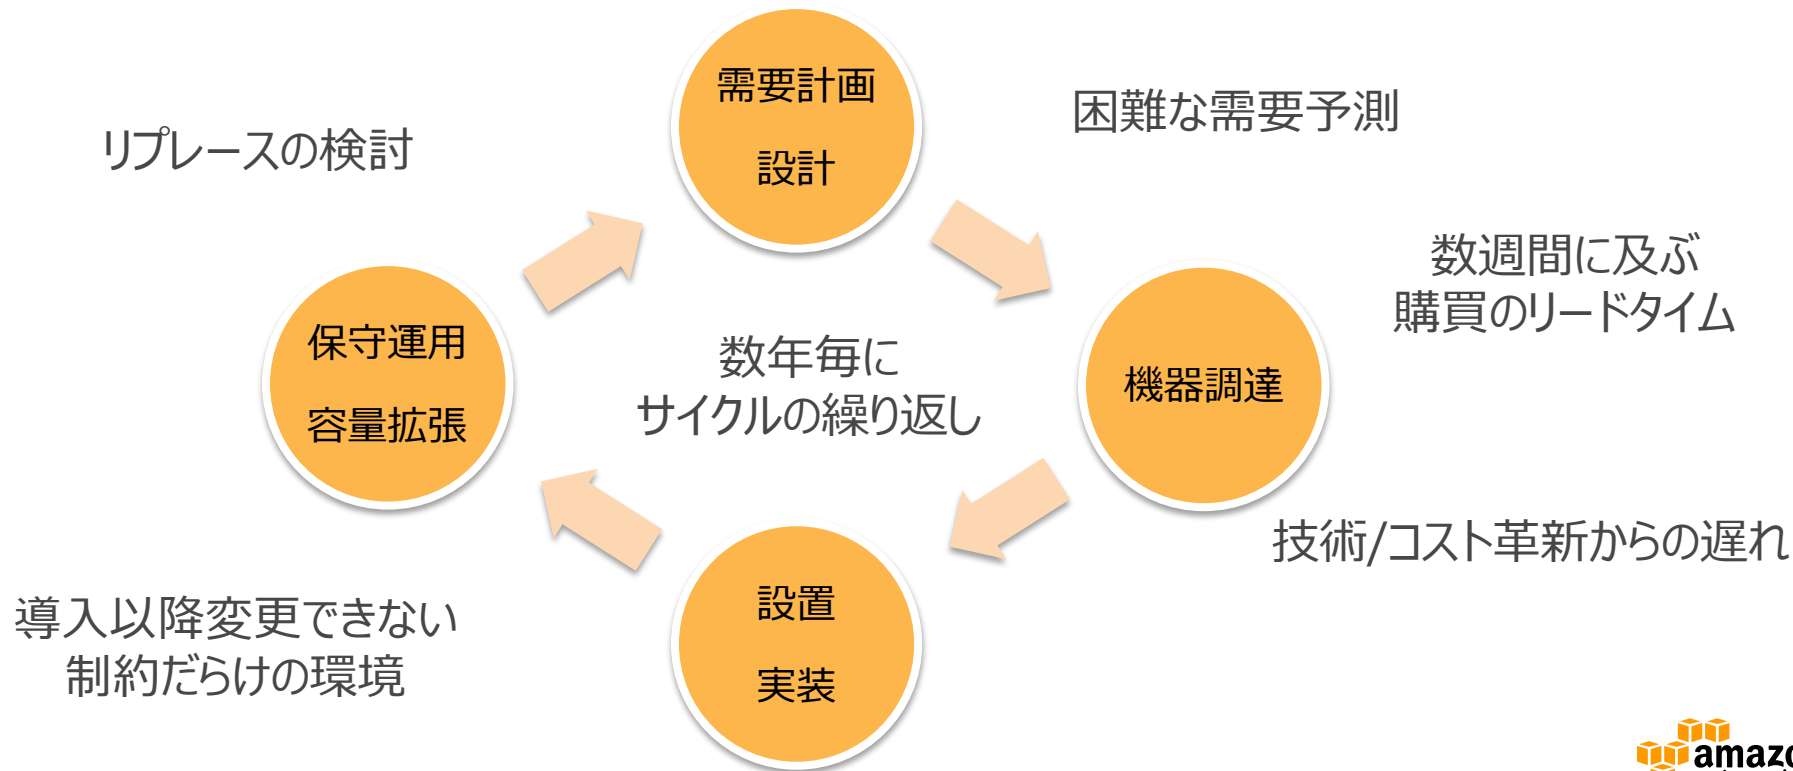 需要計画
設計
困難な需要予測
リプレースの検討
数週間に及ぶ
購買のリードタイム
保守運用
容量拡張
数年毎に
サイクルの繰り返し
機器調達
技術/コスト革新からの遅れ
設置
実装
導入以降変更できない
制約だらけの環境